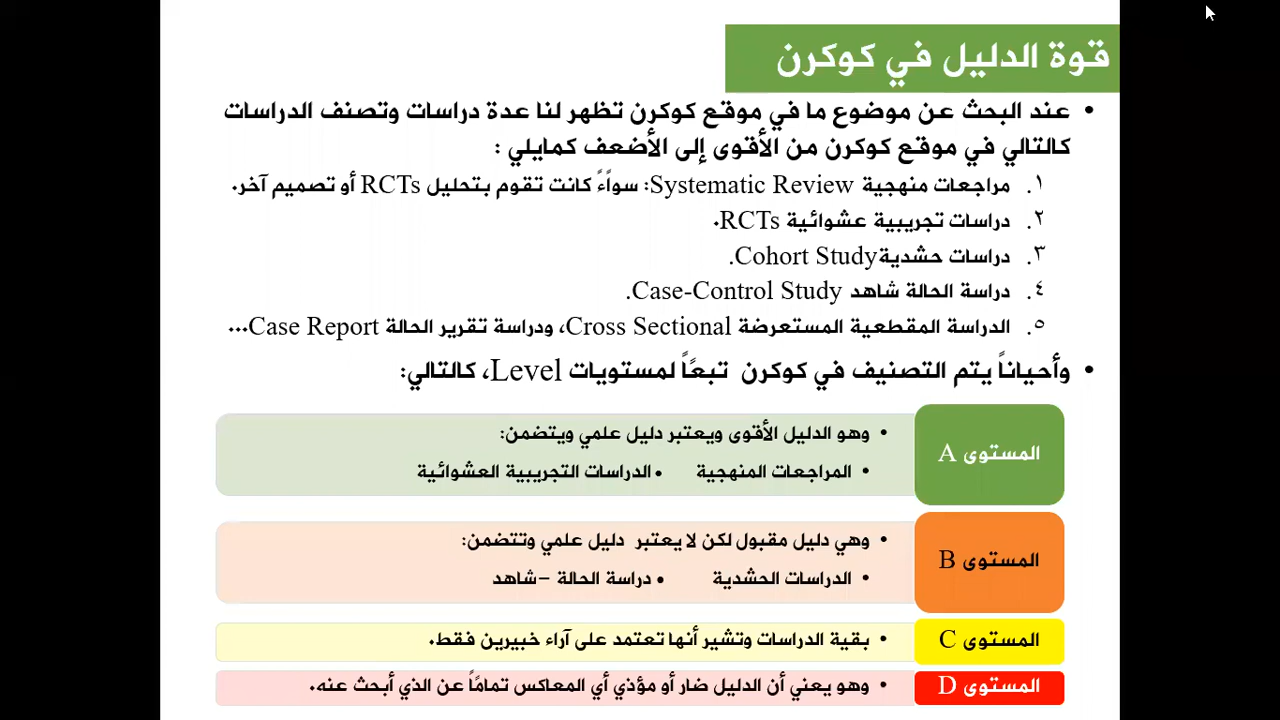 قوة الدليل في كوكرن
• عند البحث عن موضوع ما في موقع كوكرن تظهر لنا عدة دراسات وتصنف الدراسات
كالتالي في موقع كوكرن من الأقوى إلى الأضعف كمايلي :
١. مراجعات منهجية Systematic Review: سواًءً كانت تقوم بتحليل RCTs أو تصميم آخر.
٢. دراسات تجريبية عشوائية RCTs.
٣. دراسات حشدية Cohort Study.
٤. دراسة الحالة شاهد Case-Control Study.
٥. الدراسة المقطعية المستعرضة Cross Sectional، ودراسة تقرير الحالة Case Report...
• وأحياناً يتم التصنيف في كوكرن تبعًاً لمستويات Level، كالتالي:
المستوى A
• وهو الدليل الأقوى ويعتبر دليل علمي ويتضمن:
• المراجعات المنهجية • الدراسات التجريبية العشوائية
المستوى B
• وهي دليل مقبول لكن لا يعتبر دليل علمي وتتضمن:
• الدراسات الحشدية • دراسة الحالة – شاهد
المستوى C
• بقية الدراسات وتشير أنها تعتمد على آراء خبيرين فقط.
المستوى D
• وهو يعني أن الدليل ضار أو مؤذي أي المعاكس تمامًاً عن الذي أبحث عنه.